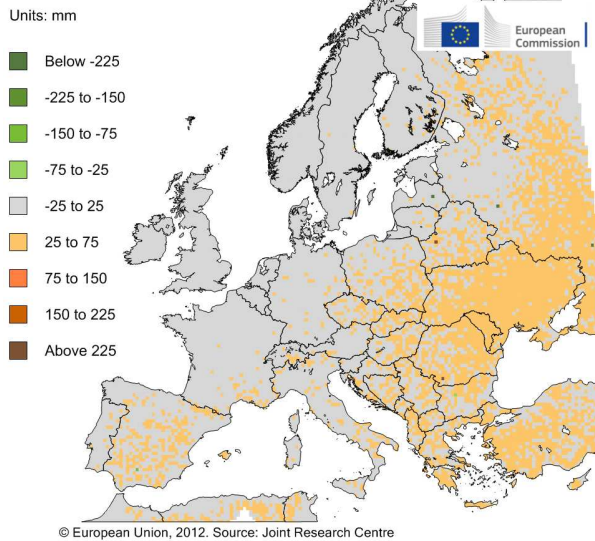 Units: mm
European
Commission
Below -225
-225 to -150
-150 to -75
-75 to -25
-25 to 25
25 to 75
75 to 150
150 to 225
Above 225
© European Union, 2012. Source: Joint Research Centre